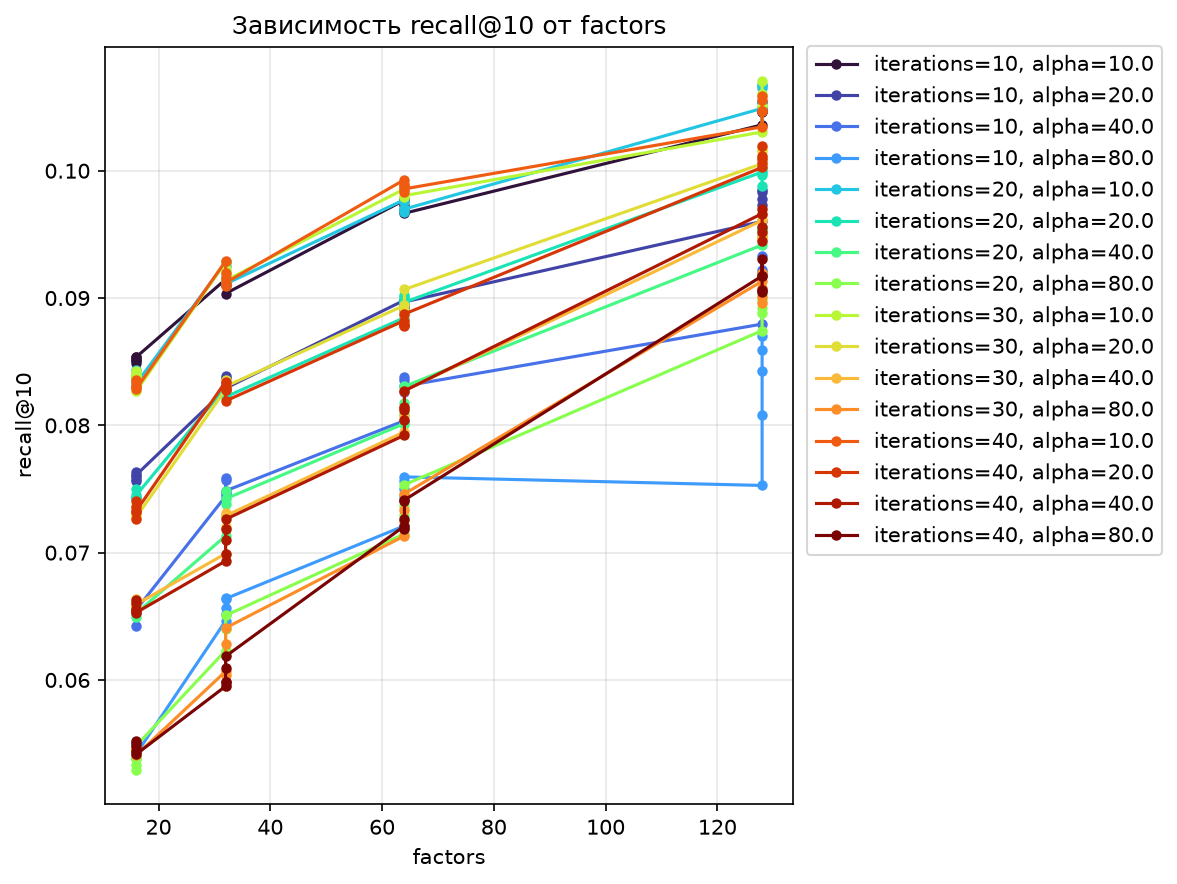 Зависимость recall@10 от factors
recall@10
0.10
0.09
0.08
0.07
0.06
20
40
60
80
100
120
factors
iterations=10, alpha=10.0
iterations=10, alpha=20.0
iterations=10, alpha=40.0
iterations=10, alpha=80.0
iterations=20, alpha=10.0
iterations=20, alpha=20.0
iterations=20, alpha=40.0
iterations=20, alpha=80.0
iterations=30, alpha=10.0
iterations=30, alpha=20.0
iterations=30, alpha=40.0
iterations=30, alpha=80.0
iterations=40, alpha=10.0
iterations=40, alpha=20.0
iterations=40, alpha=40.0
iterations=40, alpha=80.0